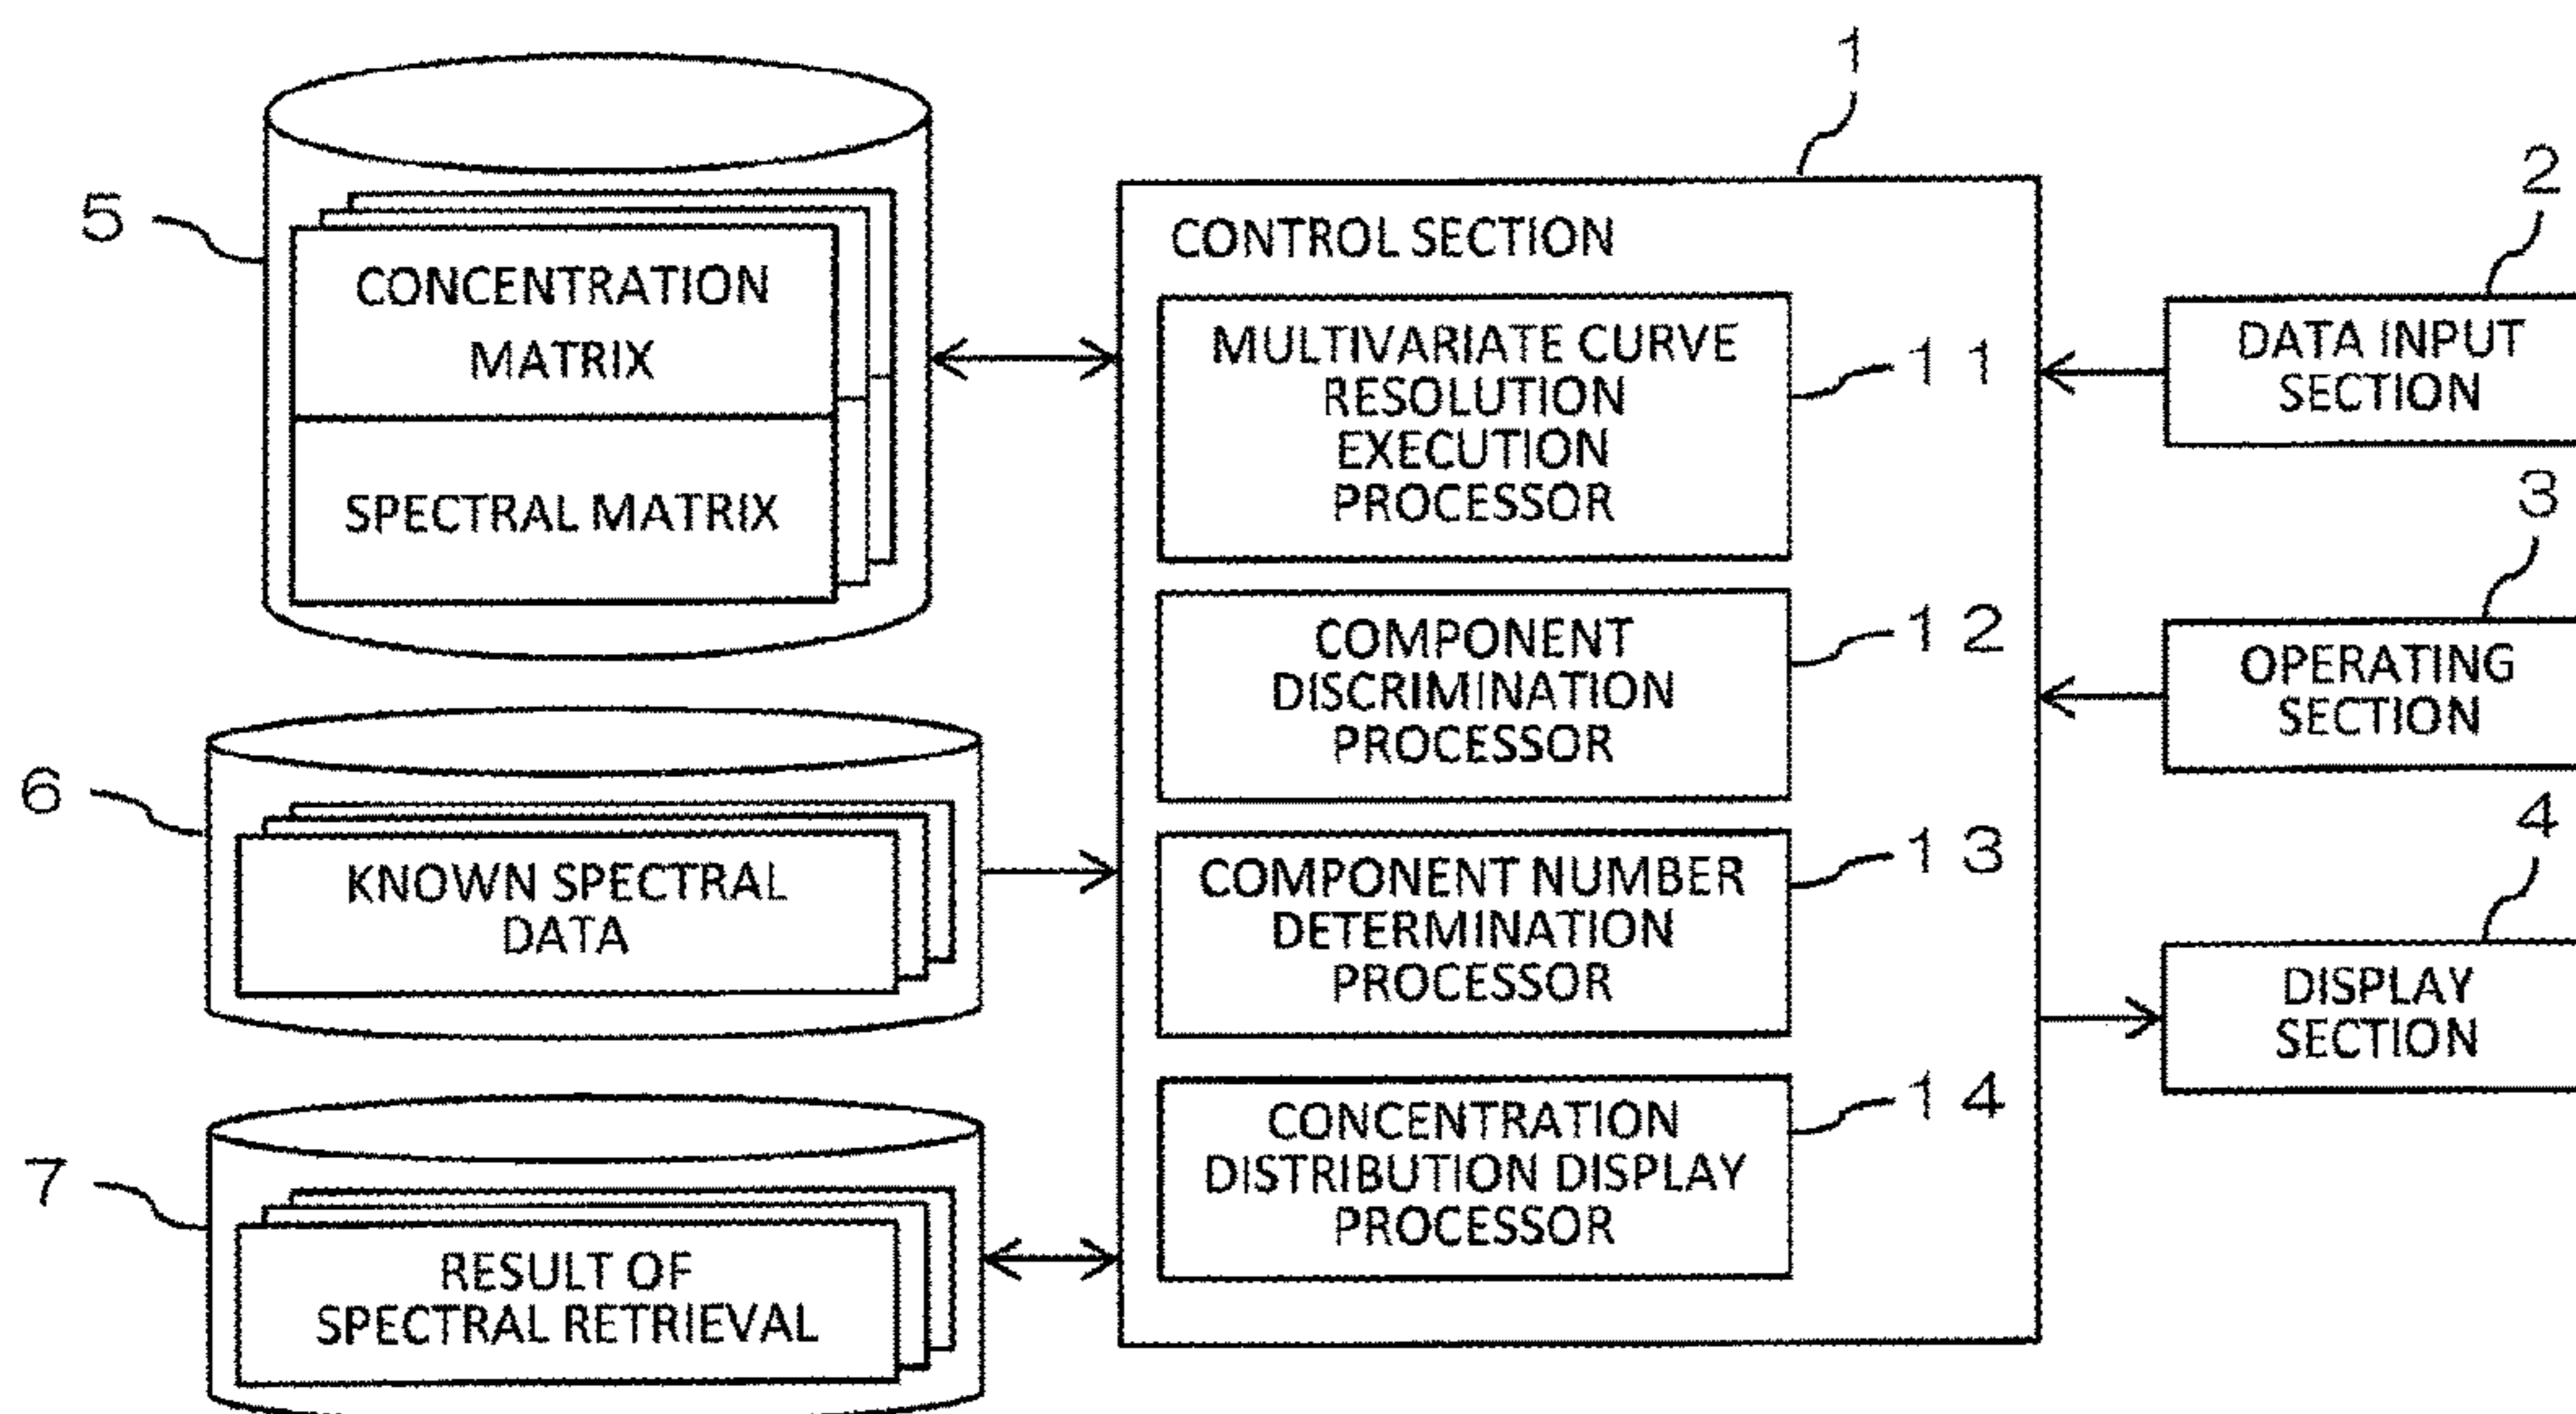 1
5
CONCENTRATION
MATRIX
SPECTRAL MATRIX
6
KNOWN SPECTRAL
DATA
7
RESULT OF
SPECTRAL RETRIEVAL
CONTROL SECTION
MULTIVARIATE CURVE
RESOLUTION
EXECUTION
PROCESSOR
11
COMPONENT
DISCRIMINATION
PROCESSOR
12
COMPONENT NUMBER
DETERMINATION
PROCESSOR
13
CONCENTRATION
DISTRIBUTION DISPLAY
PROCESSOR
14
2
DATA INPUT
SECTION
3
OPERATING
SECTION
4
DISPLAY
SECTION